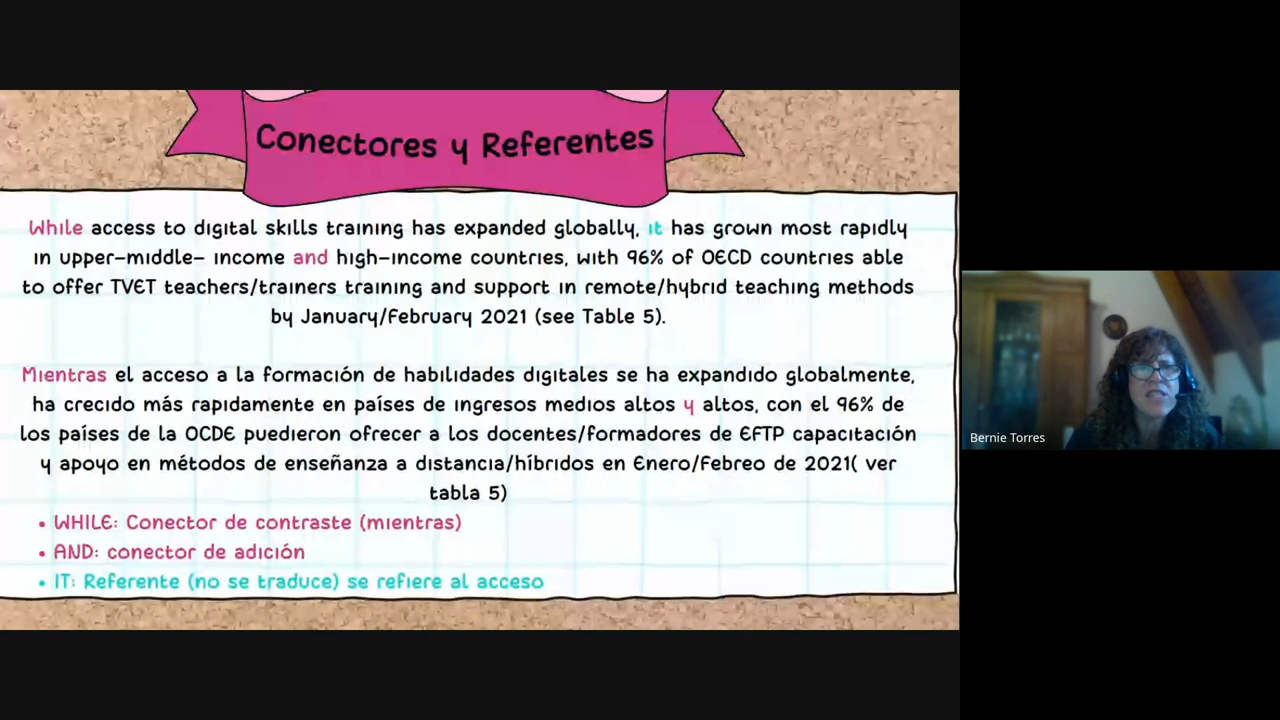 Conectores y Referentes
While access to digital skills training has expanded globally, it has grown most rapidly
in upper-middle- income and high-income countries, with 96% of OECD countries able
to offer TVET teachers/trainers training and support in remote/hybrid teaching methods
by January/February 2021 (see Table 5).
Mientras el acceso a la formación de habilidades digitales se ha expandido globalmente,
ha crecido más rapidamente en países de ingresos medios altos y altos, con el 96% de
los países de la OCDE puedieron ofrecer a los docentes/formadores de EFTP capacitación
y apoyo en métodos de enseñanza a distancia/híbridos en Enero/Febreo de 2021( ver
tabla 5)
• WHILE: Conector de contraste (mientras)
• AND: conector de adición
• IT: Referente (no se traduce) se refiere al acceso
Bernie Torres